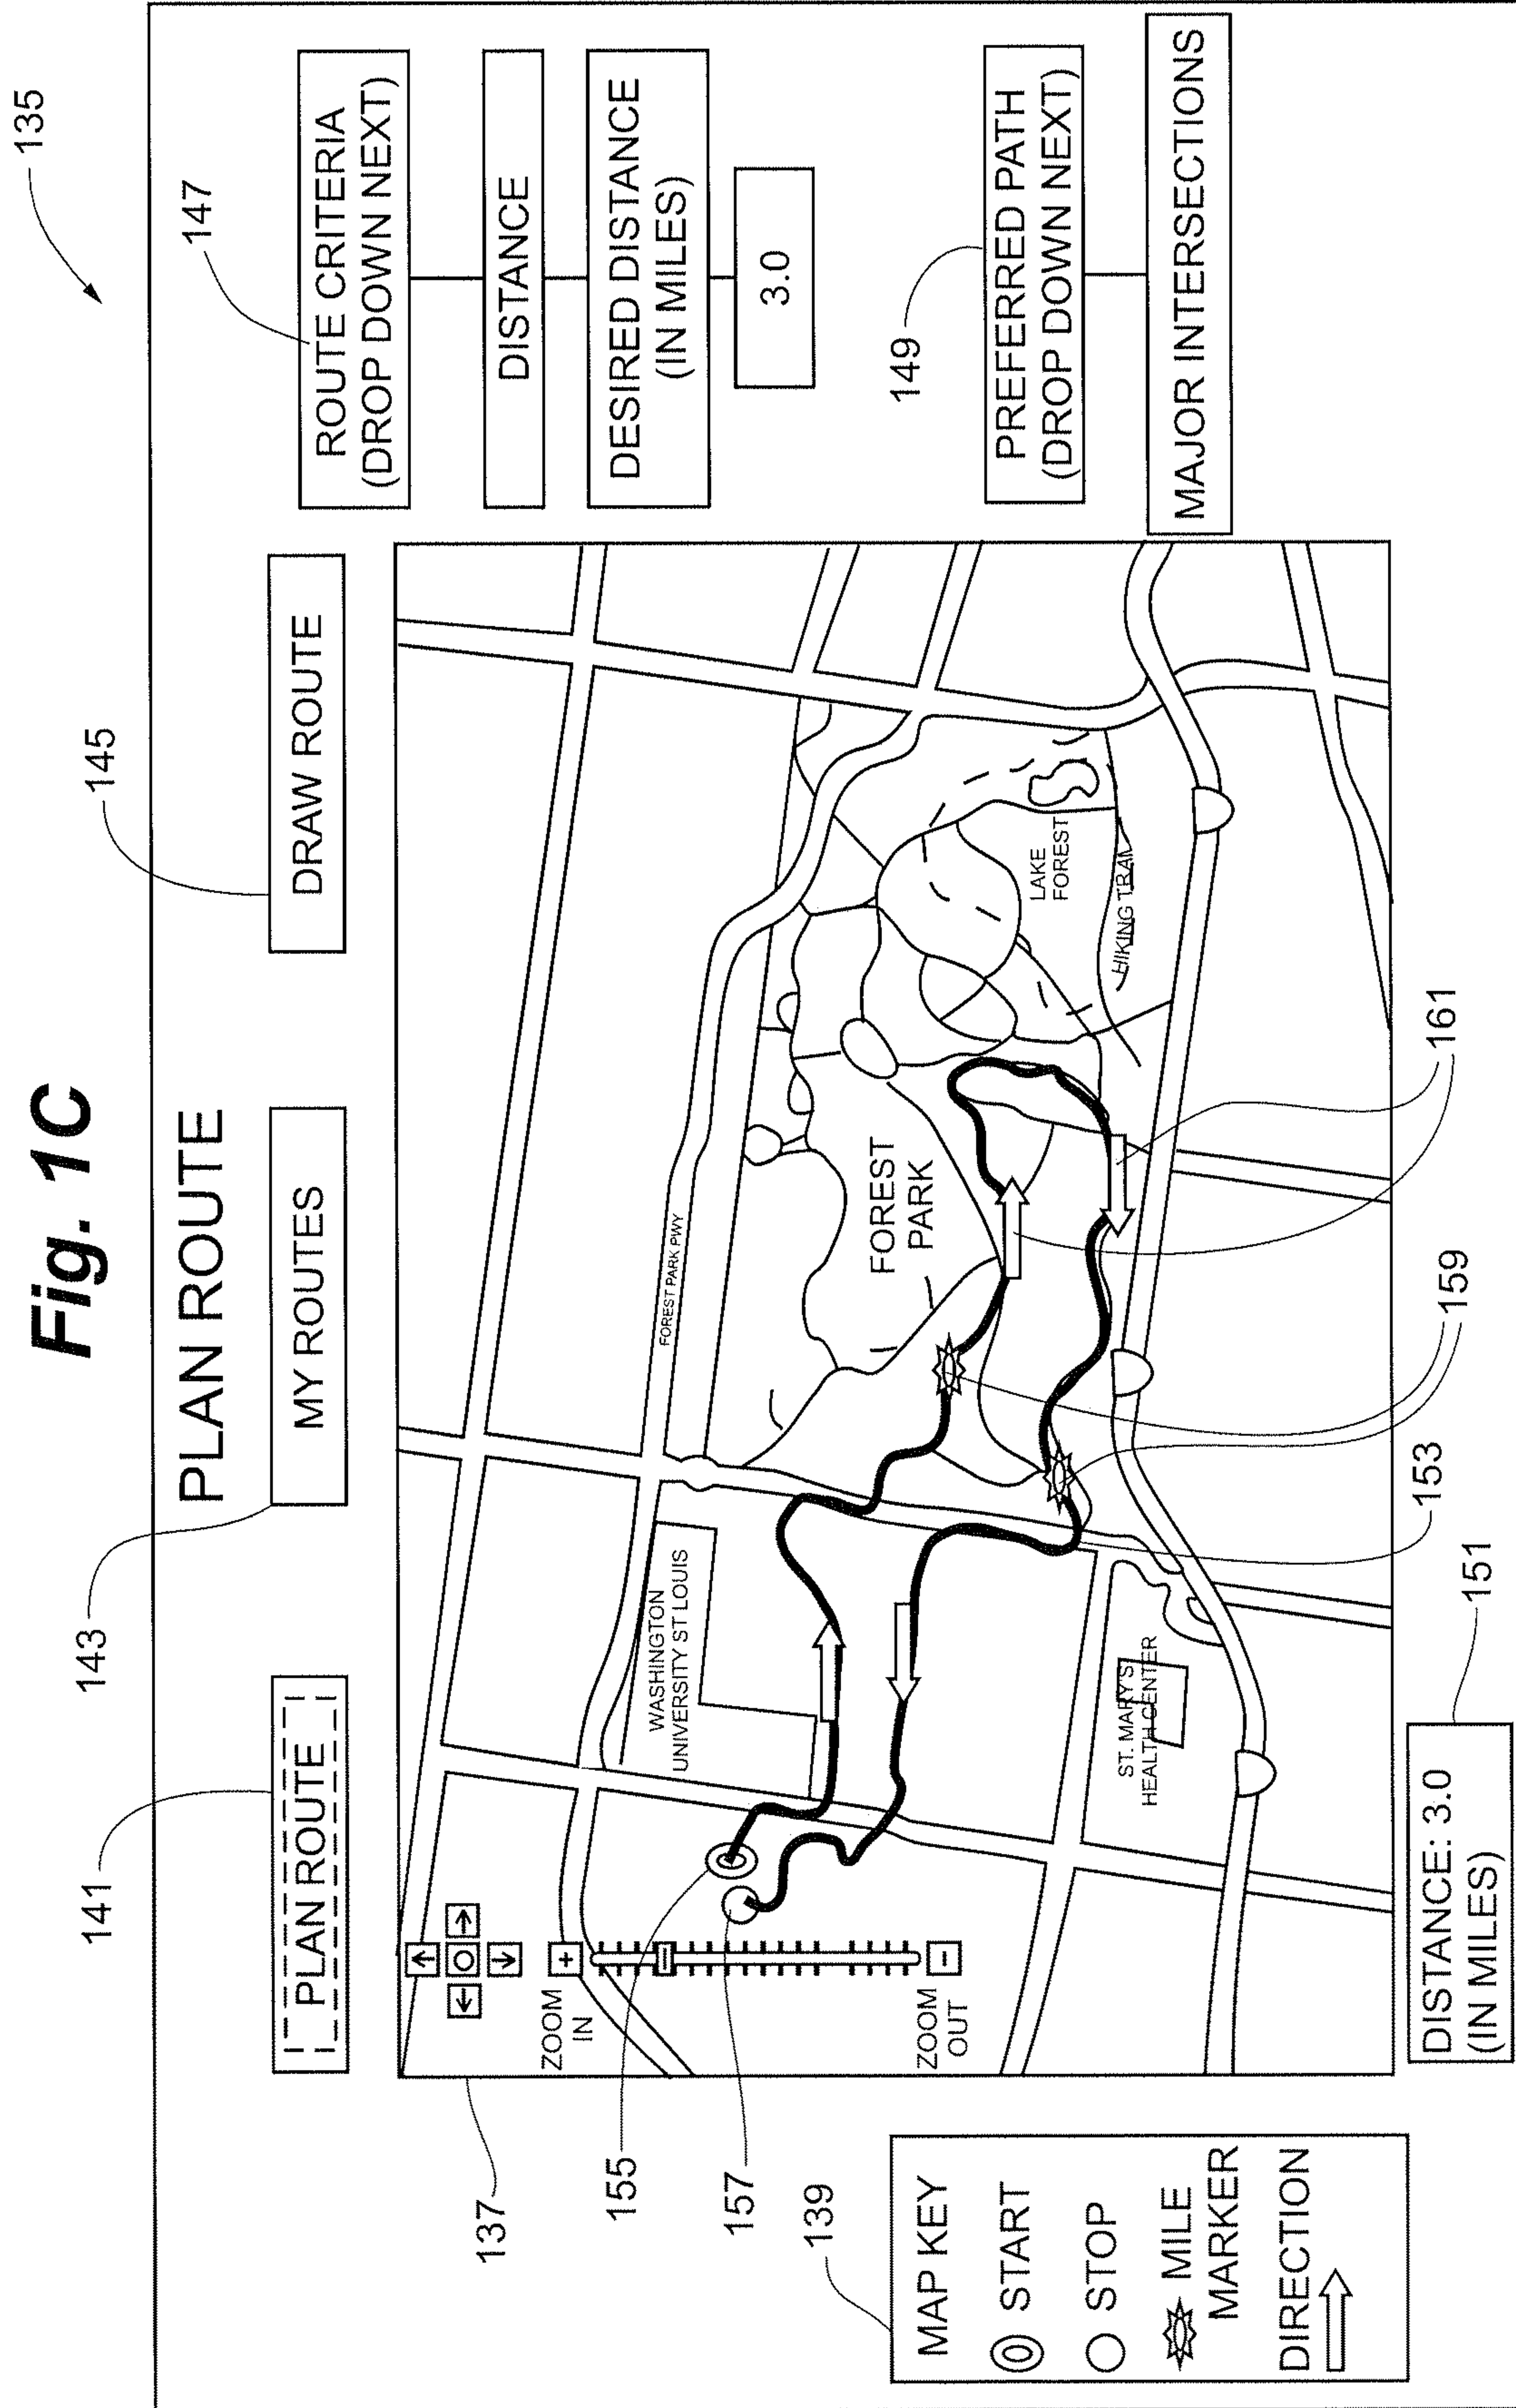 Fig. 1C
135
PLAN ROUTE
141
143
145
147
PLAN ROUTE
MY ROUTES
DRAW ROUTE
ROUTE CRITERIA
(DROP DOWN NEXT)
DISTANCE
DESIRED DISTANCE
(IN MILES)
3.0
149
PREFERRED PATH
(DROP DOWN NEXT)
MAJOR INTERSECTIONS
137
ZOOM
IN
+
-
ZOOM
OUT
155
157
139
WASHINGTON
UNIVERSITY ST LOUIS
FOREST PARK PWY
FOREST
PARK
LAKE
FOREST
HIKING TRAIL
ST. MARY'S
HEALTH CENTER
MAP KEY
START
STOP
MILE
MARKER
DIRECTION
DISTANCE: 3.0
(IN MILES)
151
153
159
161